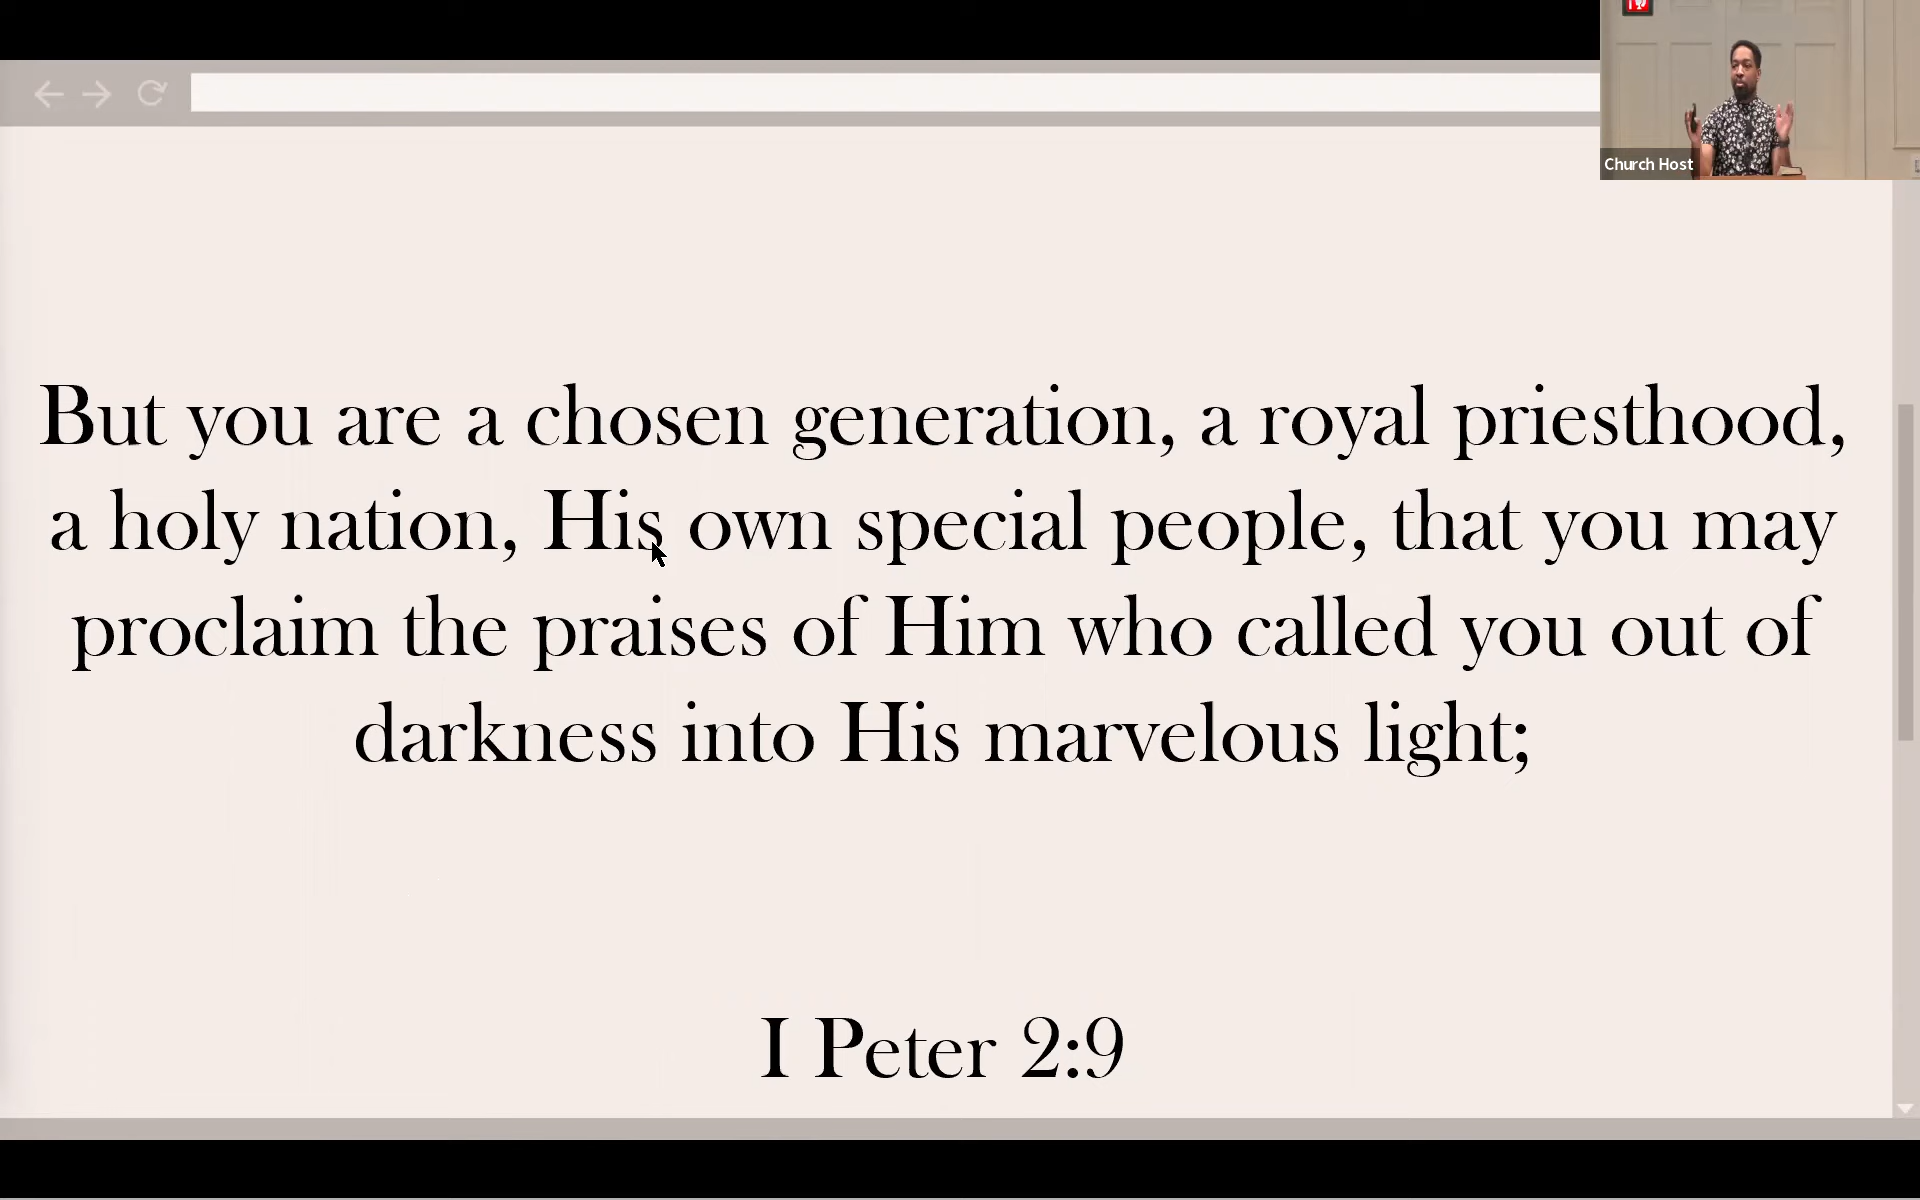 Church Host
But you are a chosen generation, a royal priesthood,
a holy nation, His own special people, that you may
proclaim the praises of Him who called you out of
darkness into His marvelous light;
I Peter 2:9